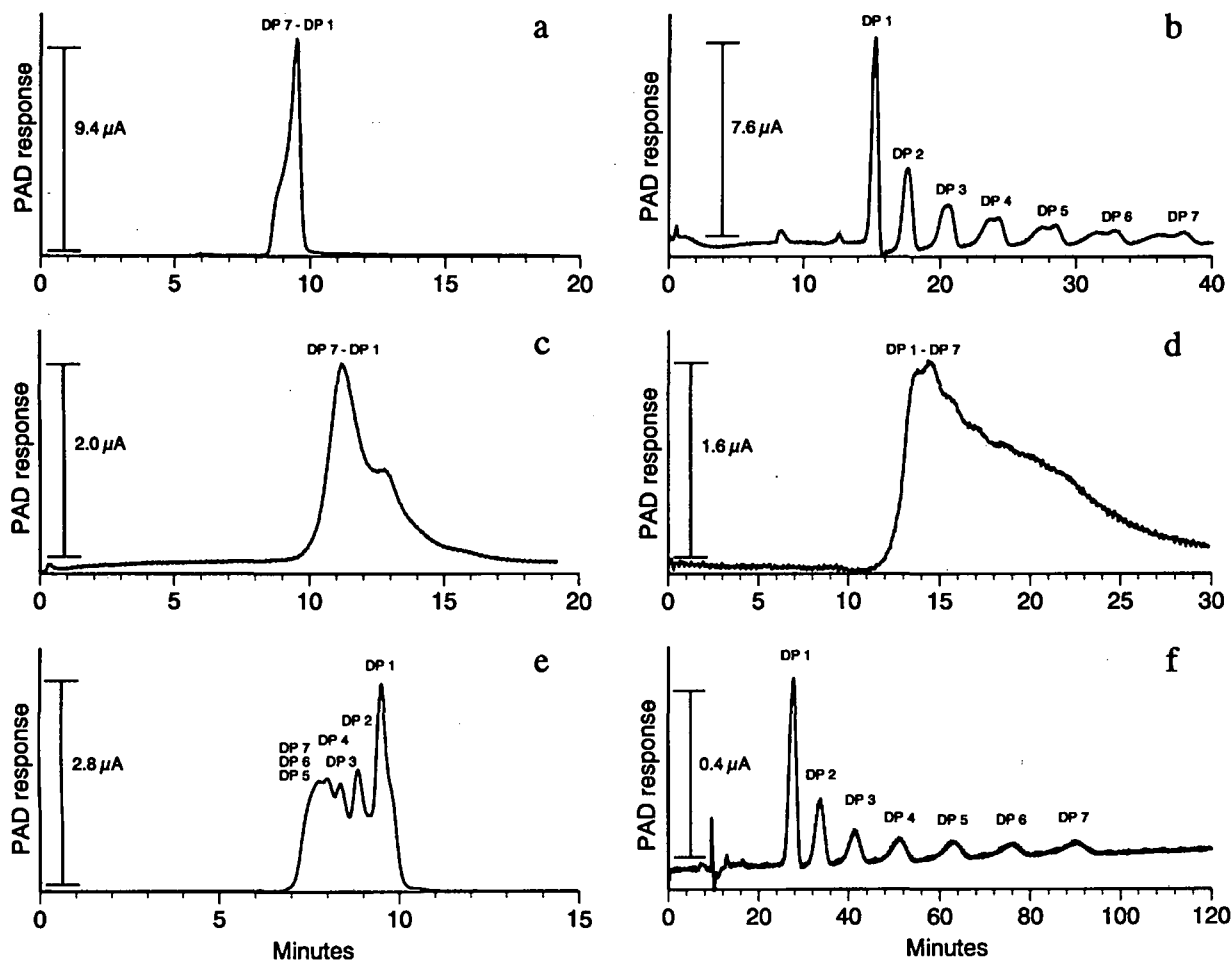 a
DP 7 - DP 1
PAD response
9.4 µA
0 5 10 15 20
b
DP 1
DP 2
DP 3
DP 4
DP 5
DP 6
DP 7
PAD response
7.6 µA
0 10 20 30 40
c
DP 7 - DP 1
PAD response
2.0 µA
0 5 10 15 20
d
DP 1 - DP 7
PAD response
1.6 µA
0 5 10 15 20 25 30
e
DP 1
DP 2
DP 7
DP 4
DP 6
DP 5
DP 3
PAD response
2.8 µA
0 5 10 15
Minutes
f
DP 1
DP 2
DP 3
DP 4
DP 5
DP 6
DP 7
PAD response
0.4 µA
0 20 40 60 80 100 120
Minutes